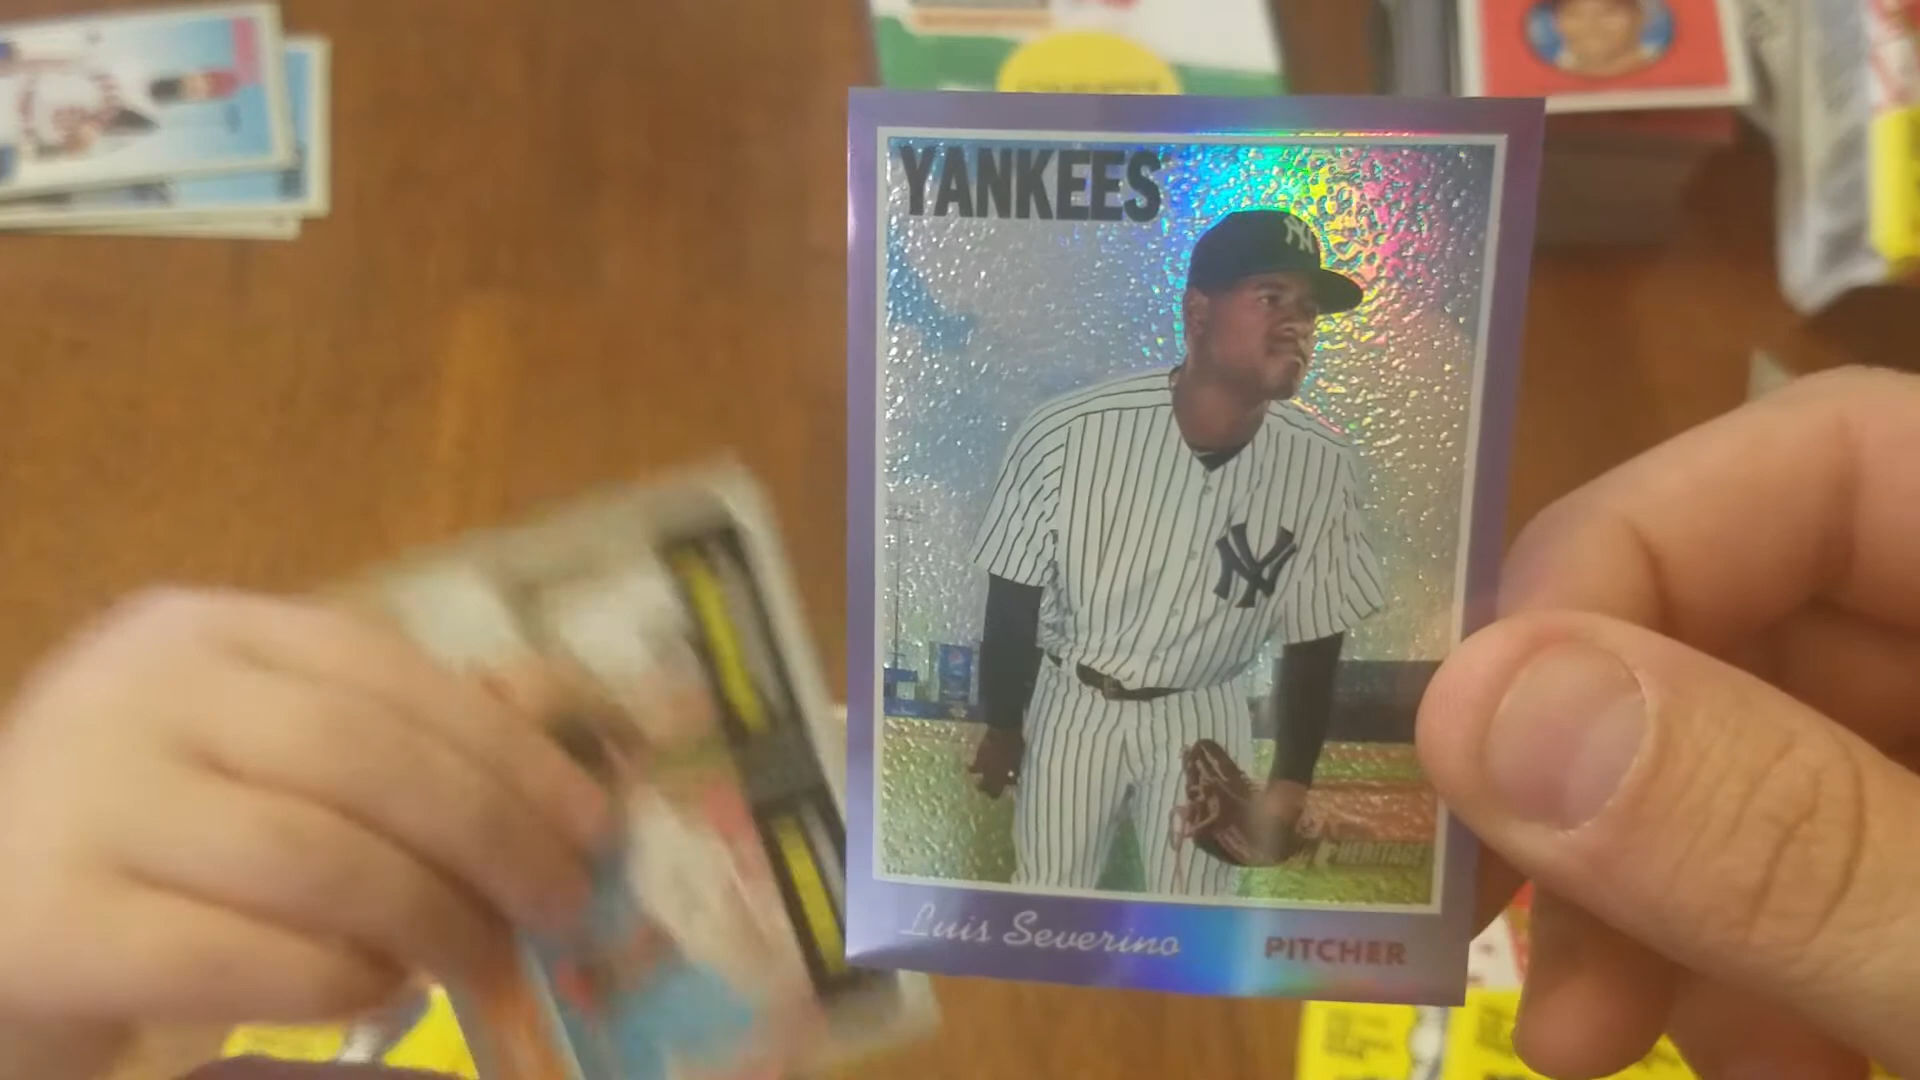 YANKEES
NY
NY
HERITAGE
Luis Severino
PITCHER